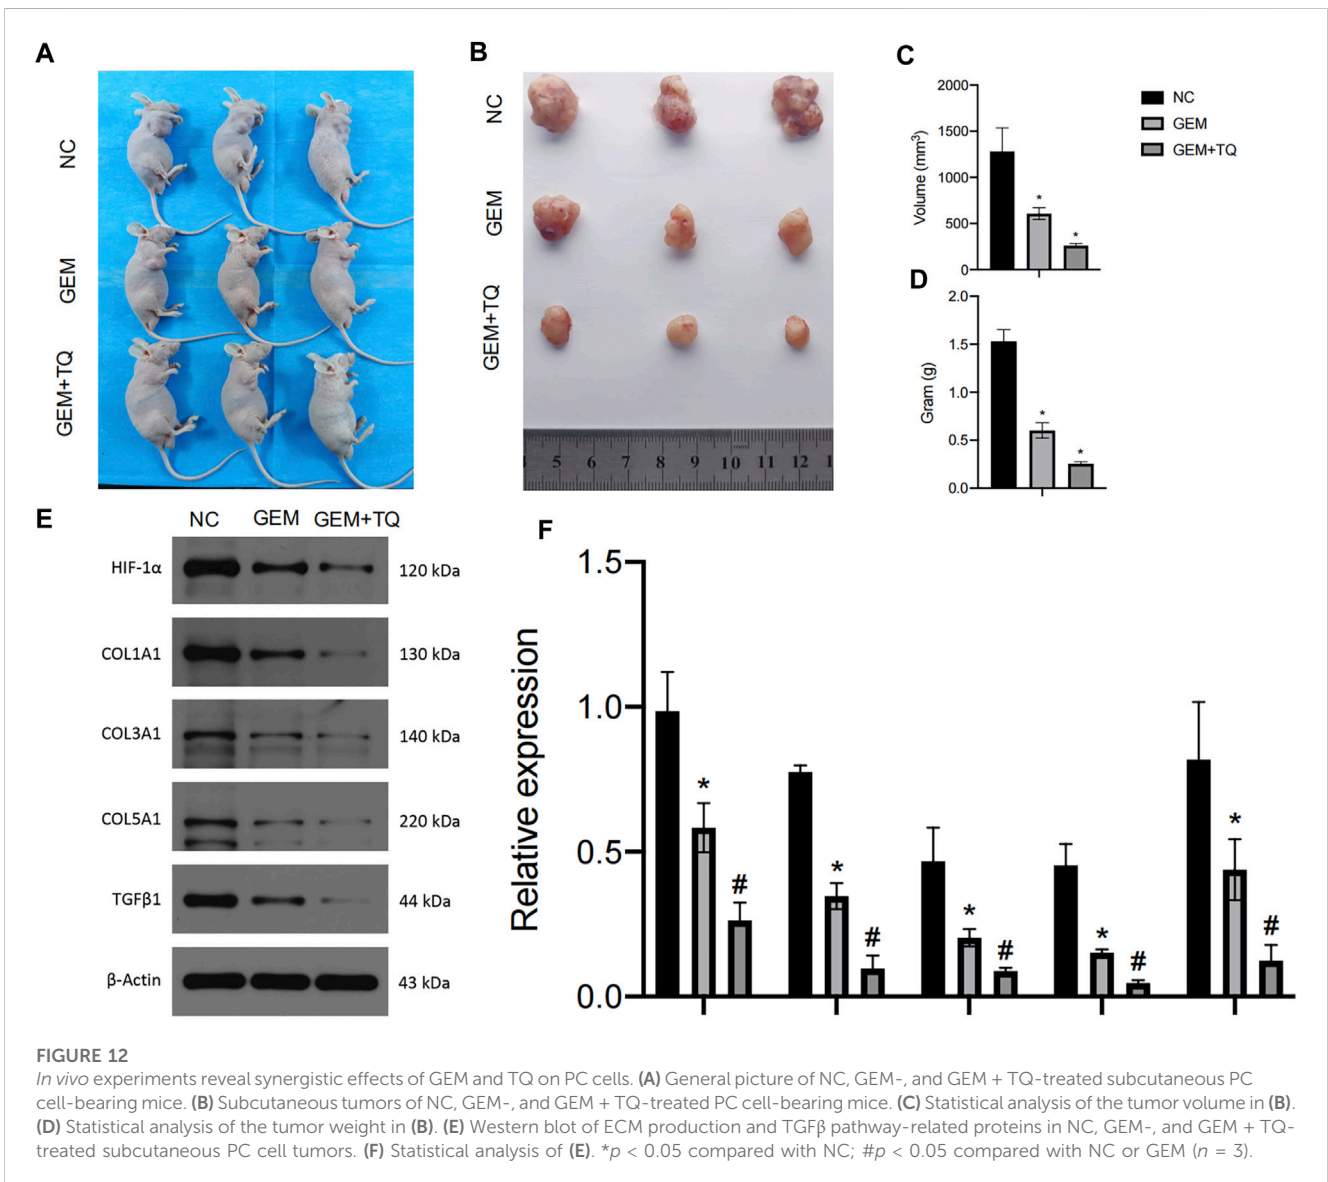 A
NC
GEM
GEM+TQ
B
NC
GEM
GEM+TQ
5 6 7 8 9 10 11 12
C
Volume (mm³)
2000
1500
1000
500
0
*
*
NC
GEM
GEM+TQ
D
Gram (g)
2.0
1.5
1.0
0.5
0.0
*
*
E
NC GEM GEM+TQ
HIF-1α 120 kDa
COL1A1 130 kDa
COL3A1 140 kDa
COL5A1 220 kDa
TGFβ1 44 kDa
β-Actin 43 kDa
F
Relative expression
1.5
1.0
0.5
0.0
* #
* #
* #
* #
* #
FIGURE 12
In vivo experiments reveal synergistic effects of GEM and TQ on PC cells. (A) General picture of NC, GEM-, and GEM + TQ-treated subcutaneous PC
cell-bearing mice. (B) Subcutaneous tumors of NC, GEM-, and GEM + TQ-treated PC cell-bearing mice. (C) Statistical analysis of the tumor volume in (B).
(D) Statistical analysis of the tumor weight in (B). (E) Western blot of ECM production and TGFβ pathway-related proteins in NC, GEM-, and GEM + TQ-
treated subcutaneous PC cell tumors. (F) Statistical analysis of (E). *p < 0.05 compared with NC; #p < 0.05 compared with NC or GEM (n = 3).